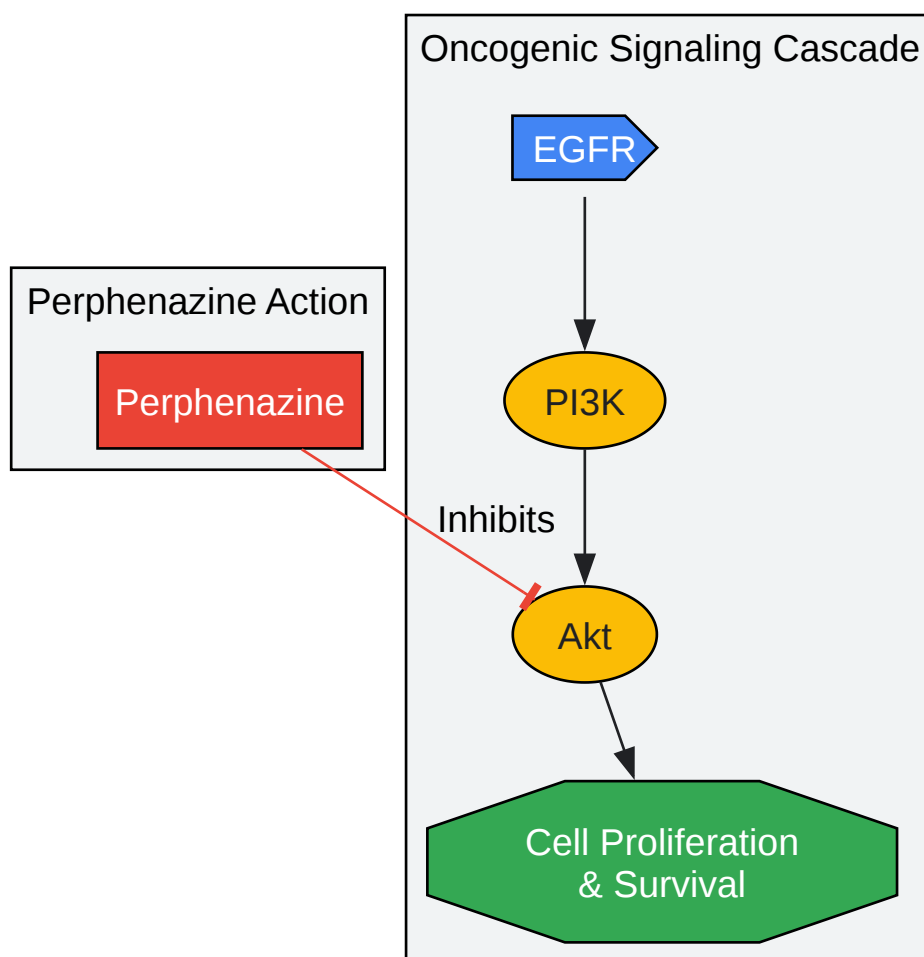 Oncogenic Signaling Cascade
EGFR
Perphenazine Action
Perphenazine
PI3K
Inhibits
Akt
Cell Proliferation
& Survival